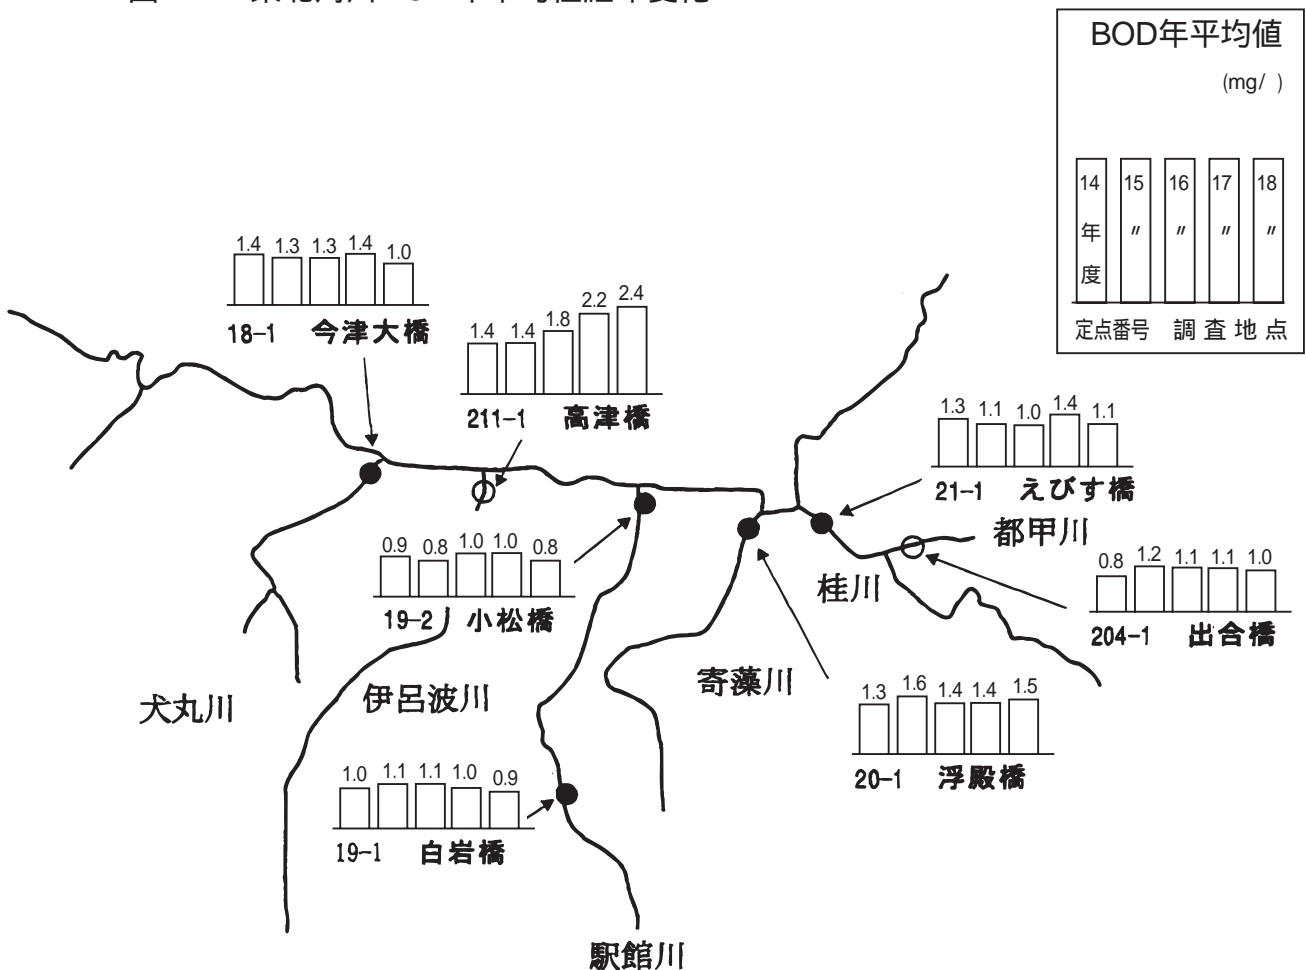 BOD年平均値
(mg/ )
14 15 16 17 18
年 〃 〃 〃 〃
度
定点番号 調査地点
1.4 1.3 1.3 1.4 1.0
18-1 今津大橋
1.4 1.4 1.8 2.2 2.4
211-1 高津橋
1.3 1.1 1.0 1.4 1.1
21-1 えびす橋
都甲川
0.9 0.8 1.0 1.0 0.8
19-2 小松橋
桂川
0.8 1.2 1.1 1.1 1.0
204-1 出合橋
犬丸川
伊呂波川
寄藻川
1.3 1.6 1.4 1.4 1.5
20-1 浮殿橋
1.0 1.1 1.1 1.0 0.9
19-1 白岩橋
駅館川